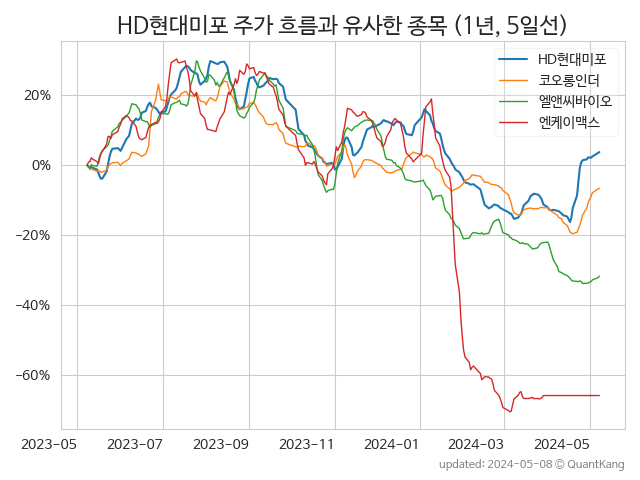 HD현대미포 주가 흐름과 유사한 종목 (1년, 5일선)
HD현대미포
코오롱인더
엘앤씨바이오
엔케이맥스
20%
0%
−20%
−40%
−60%
2023-05
2023-07
2023-09
2023-11
2024-01
2024-03
2024-05
updated: 2024-05-08 © QuantKang